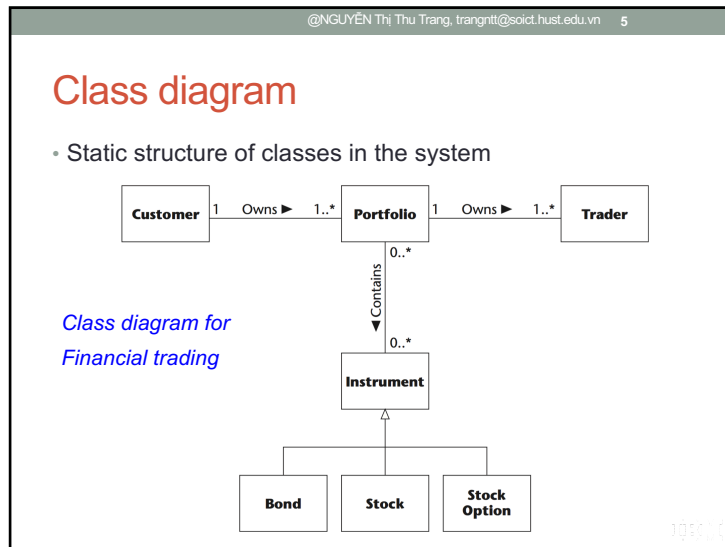 @NGUYỄN Thị Thu Trang, trangntt@soict.hust.edu.vn 5
Class diagram
• Static structure of classes in the system
Customer 1 Owns ► 1..* Portfolio 1 Owns ► 1..* Trader
0..*
◄ Contains
Class diagram for
Financial trading
0..*
Instrument
Bond Stock Stock
Option